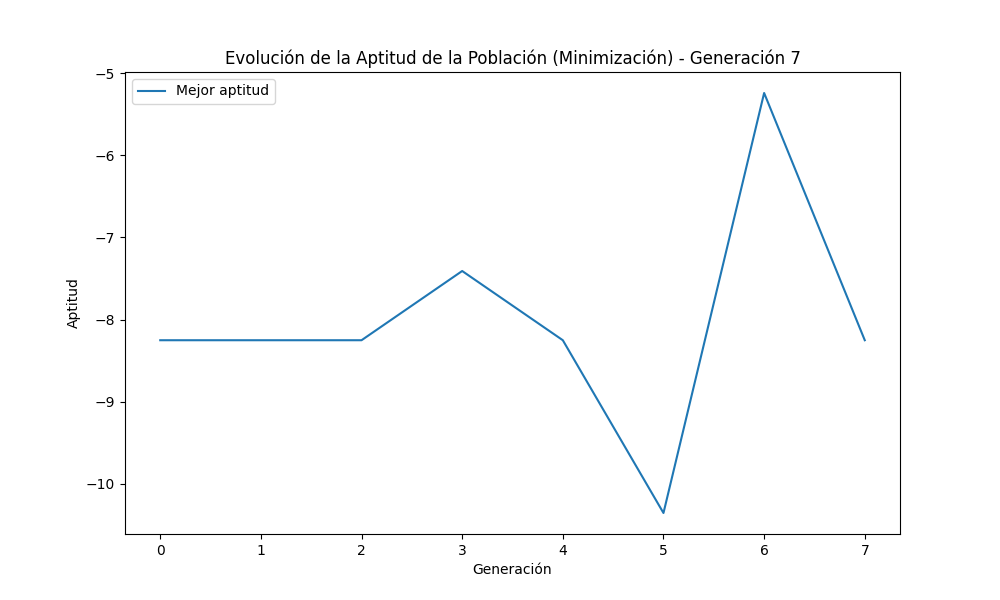 Evolución de la Aptitud de la Población (Minimización) - Generación 7
Mejor aptitud
Aptitud
−5
−6
−7
−8
−9
−10
0 1 2 3 4 5 6 7
Generación